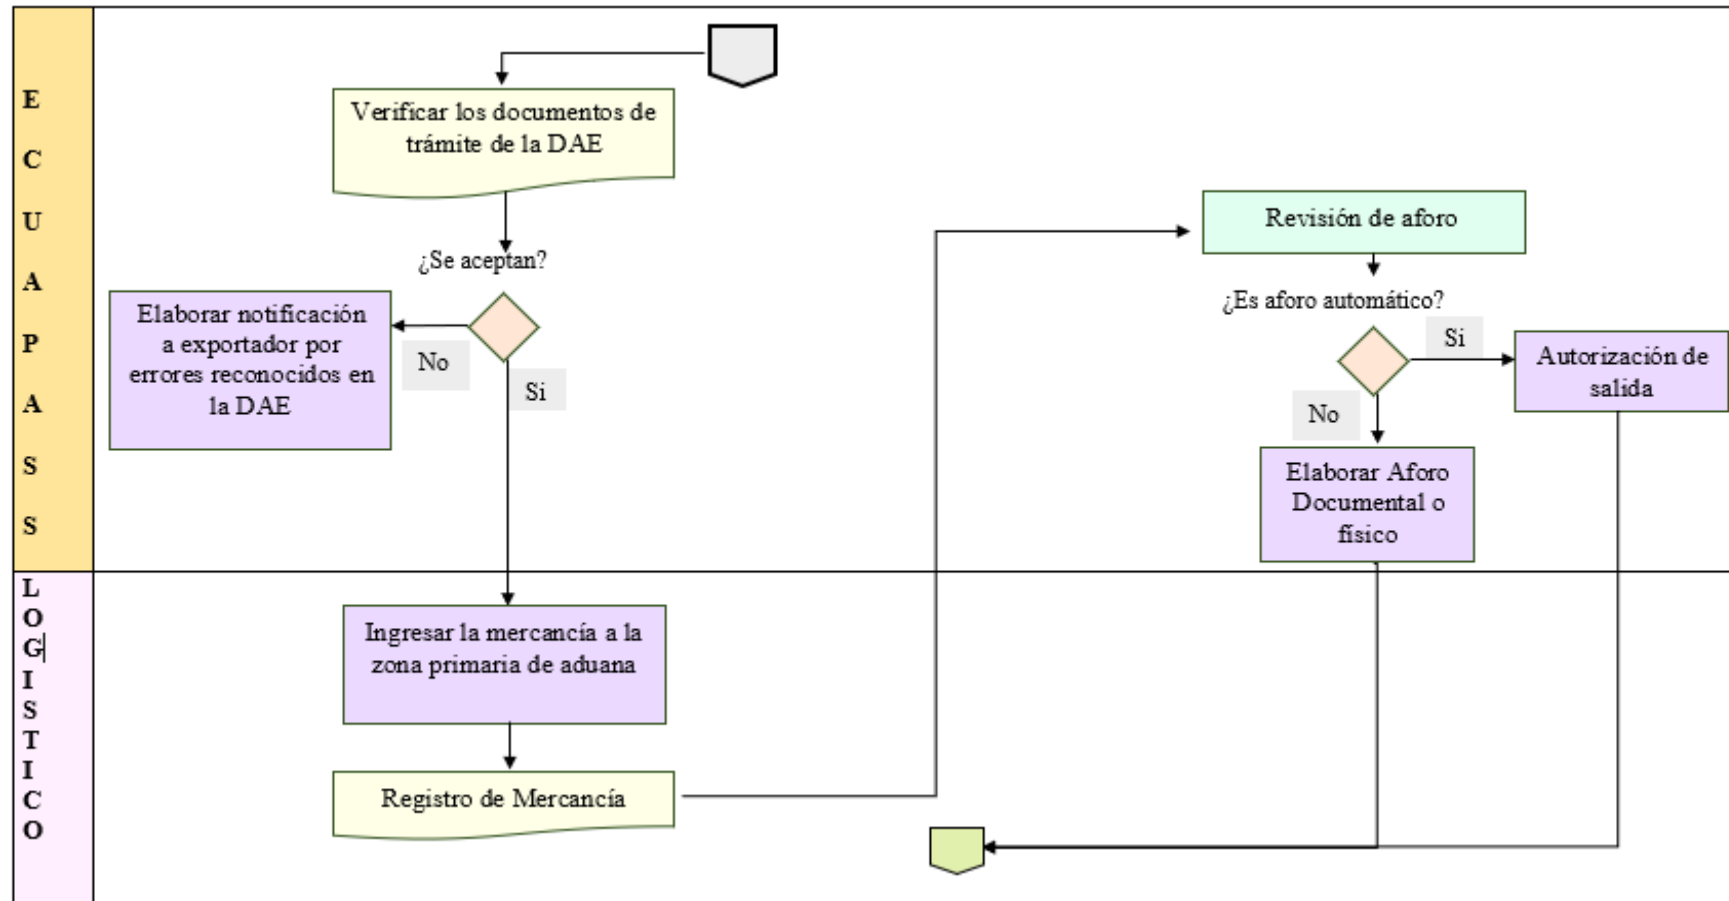 E
C
U
A
P
A
S
S
Verificar los documentos de
trámite de la DAE
¿Se aceptan?
Elaborar notificación
a exportador por
errores reconocidos en
la DAE
No
Si
Revisión de aforo
¿Es aforo automático?
Si
Autorización de
salida
No
Elaborar Aforo
Documental o
físico
L
O
G
I
S
T
I
C
O
Ingresar la mercancía a la
zona primaria de aduana
Registro de Mercancía